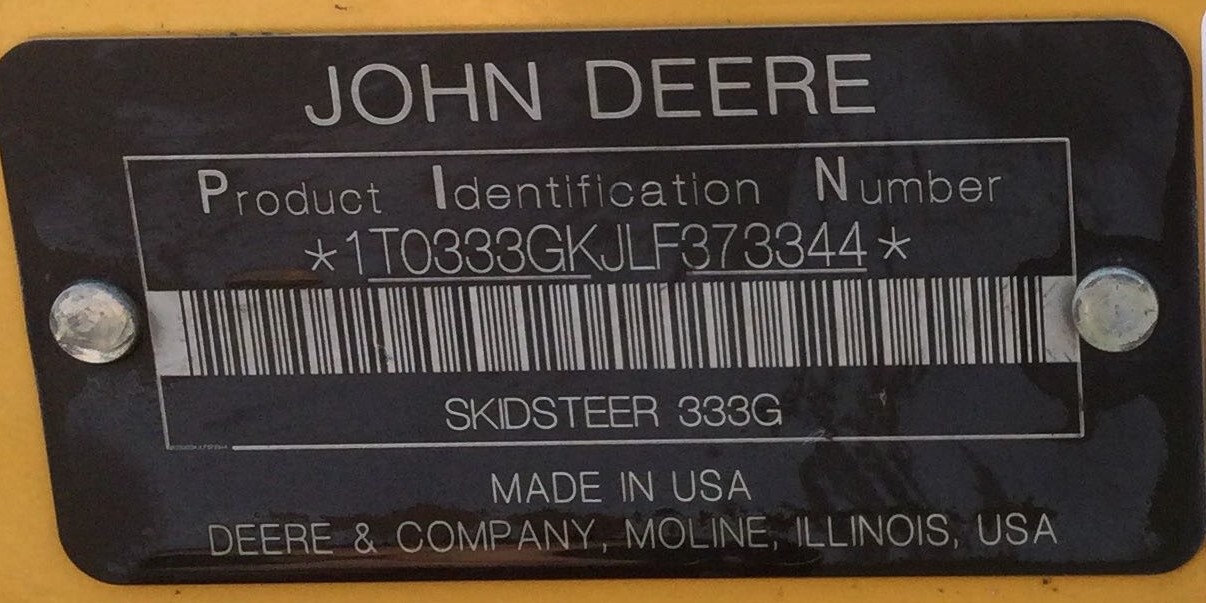 JOHN DEERE
Product Identification Number
*1T0333GKJLF373344*
SKIDSTEER 333G
MADE IN USA
DEERE & COMPANY, MOLINE, ILLINOIS, USA